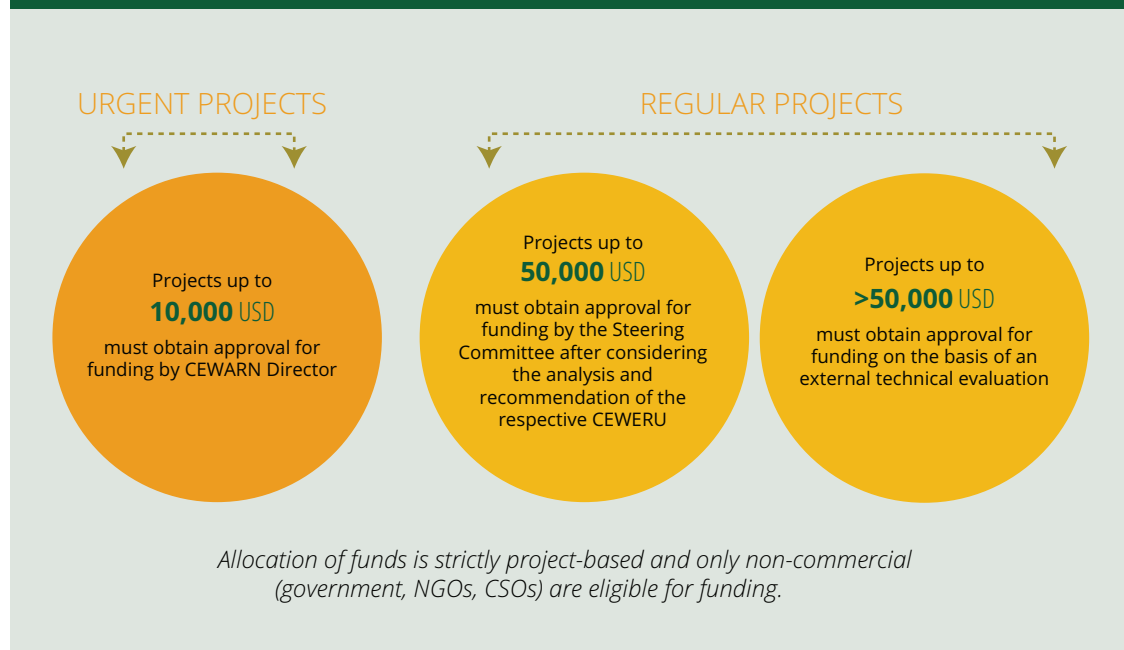 URGENT PROJECTS
Projects up to
10,000 USD
must obtain approval for
funding by CEWARN Director
REGULAR PROJECTS
Projects up to
50,000 USD
must obtain approval for
funding by the Steering
Committee after considering
the analysis and
recommendation of the
respective CEWERU
Projects up to
>50,000 USD
must obtain approval for
funding on the basis of an
external technical evaluation
Allocation of funds is strictly project-based and only non-commercial
(government, NGOs, CSOs) are eligible for funding.